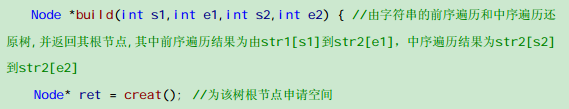 Node *build(int s1,int e1,int s2,int e2) { //由字符串的前序遍历和中序遍历还
原树,并返回其根节点,其中前序遍历结果为由str1[s1]到str2[e1]，中序遍历结果为str2[s2]
到str2[e2]
Node* ret = creat(); //为该树根节点申请空间